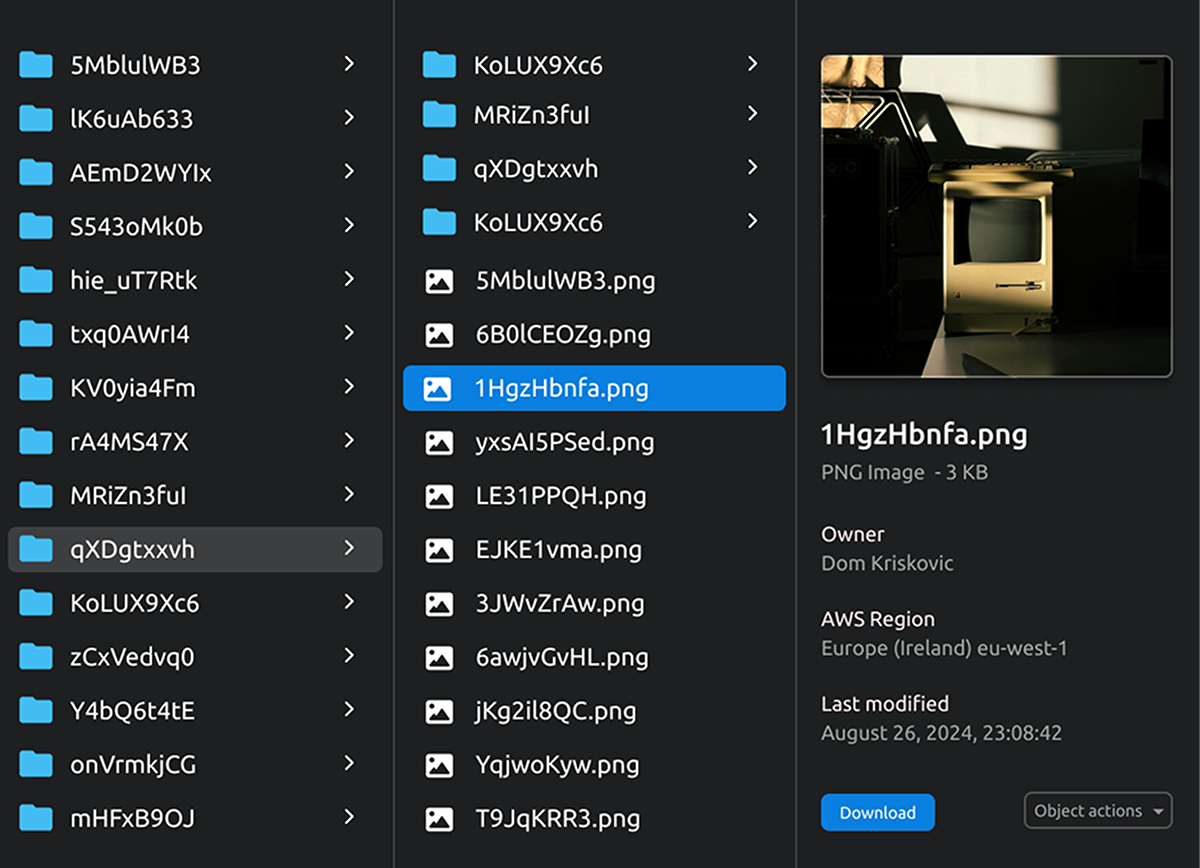 5MblulWB3
lK6uAb633
AEmD2WYIx
S543oMk0b
hie_uT7Rtk
txq0AWrI4
KV0yia4Fm
rA4MS47X
MRiZn3fuI
qXDgtxxvh
KoLUX9Xc6
zCxVedvq0
Y4bQ6t4tE
onVrmkjCG
mHFxB9OJ
KoLUX9Xc6
MRiZn3fuI
qXDgtxxvh
KoLUX9Xc6
5MblulWB3.png
6B0lCEOZg.png
1HgzHbnfa.png
yxsAI5PSed.png
LE31PPQH.png
EJKE1vma.png
3JWvZrAw.png
6awjvGvHL.png
jKg2il8QC.png
YqjwoKyw.png
T9JqKRR3.png
1HgzHbnfa.png
PNG Image - 3 KB
Owner
Dom Kriskovic
AWS Region
Europe (Ireland) eu-west-1
Last modified
August 26, 2024, 23:08:42
Download
Object actions